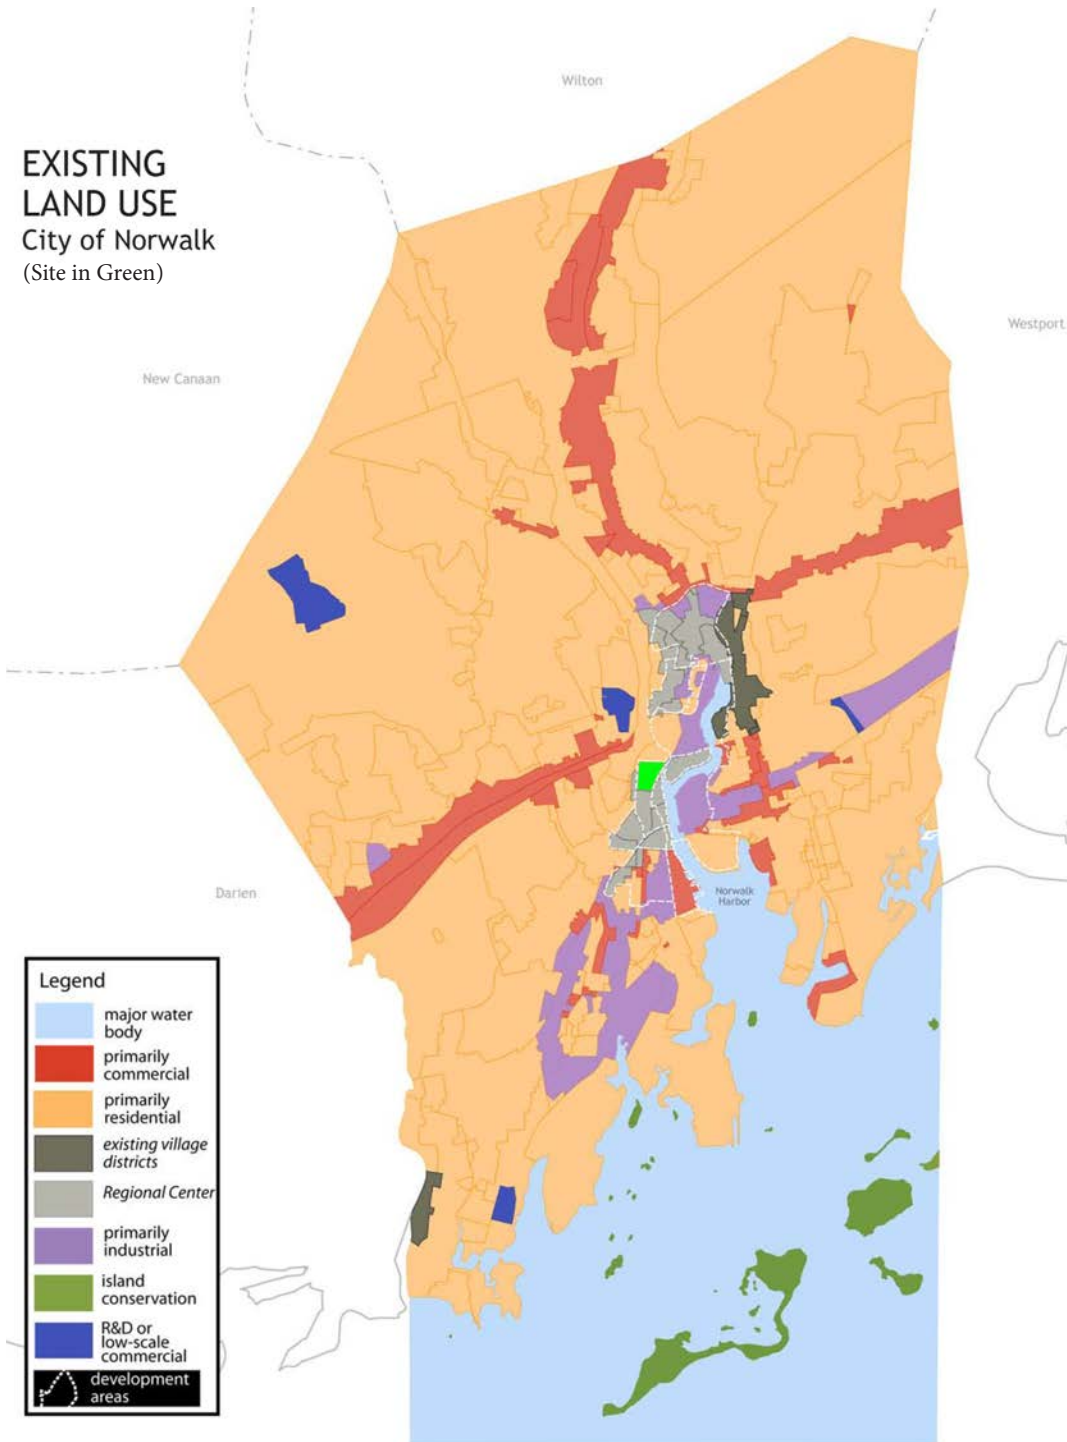 Wilton
EXISTING
LAND USE
City of Norwalk
(Site in Green)
Westport
New Canaan
Darien
Norwalk
Harbor
Legend
major water
body
primarily
commercial
primarily
residential
existing village
districts
Regional Center
primarily
industrial
island
conservation
R&D or
low-scale
commercial
development
areas